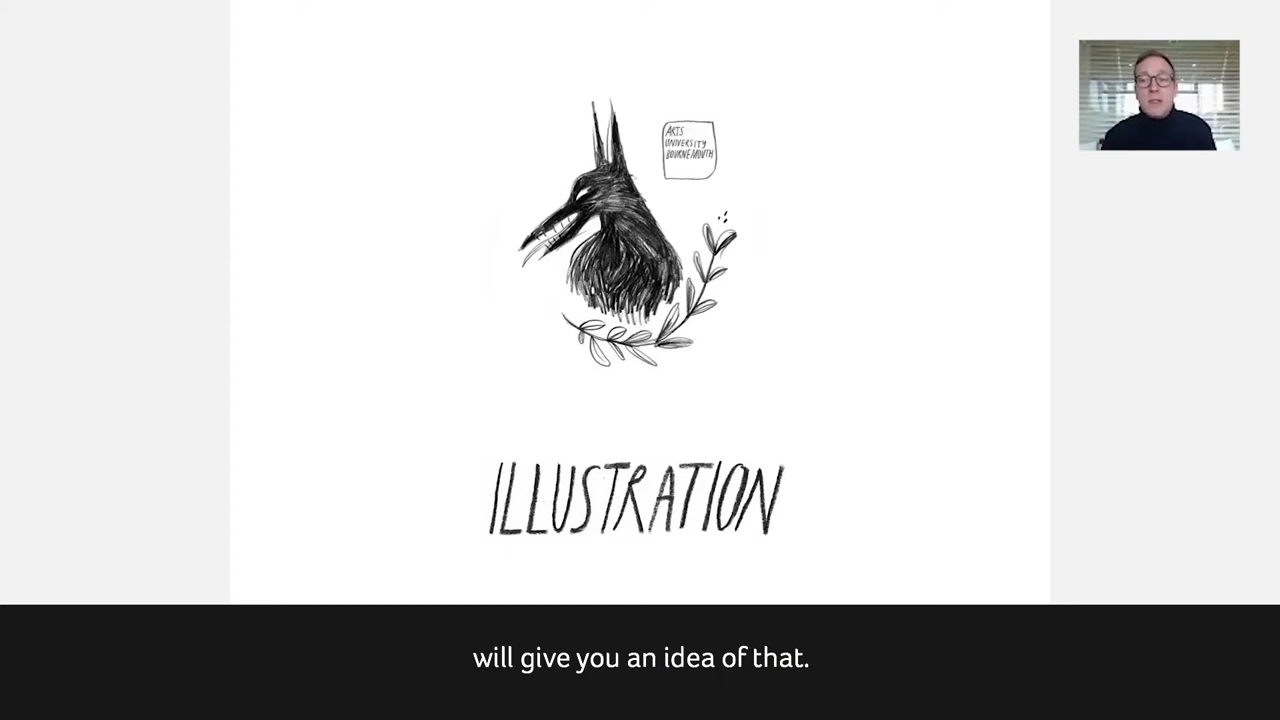 ARTS
UNIVERSITY
BOURNEMOUTH
ILLUSTRATION
will give you an idea of that.